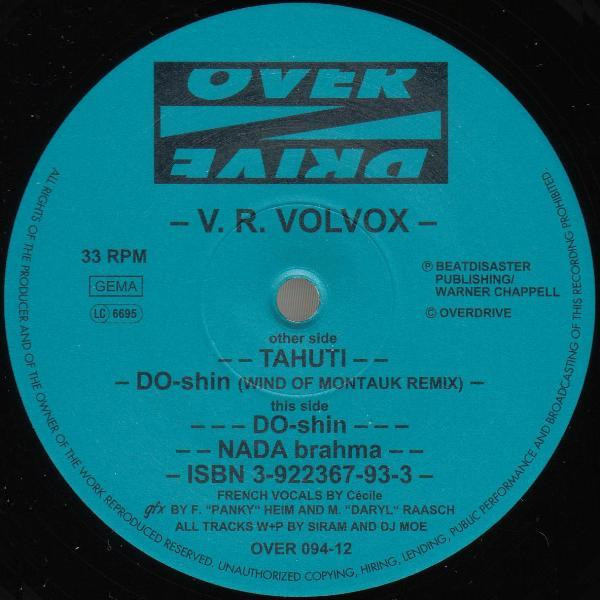 OVER
DRIVE
– V. R. VOLVOX –
33 RPM
GEMA
LC 6695
Ⓟ BEATDISASTER
PUBLISHING/
WARNER CHAPPELL
© OVERDRIVE
other side
– – TAHUTI – –
– DO-shin (WIND OF MONTAUK REMIX) –
this side
– – – DO-shin – – –
– – NADA brahma – –
– ISBN 3-922367-93-3 –
FRENCH VOCALS BY Cécile
gfx BY F. "PANKY" HEIM AND M. "DARYL" RAASCH
ALL TRACKS W+P BY SIRAM AND DJ MOE
OVER 094-12
ALL RIGHTS OF THE PRODUCER AND OF THE OWNER OF THE WORK REPRODUCED RESERVED. UNAUTHORIZED COPYING, HIRING, LENDING, PUBLIC PERFORMANCE AND BROADCASTING OF THIS RECORDING PROHIBITED